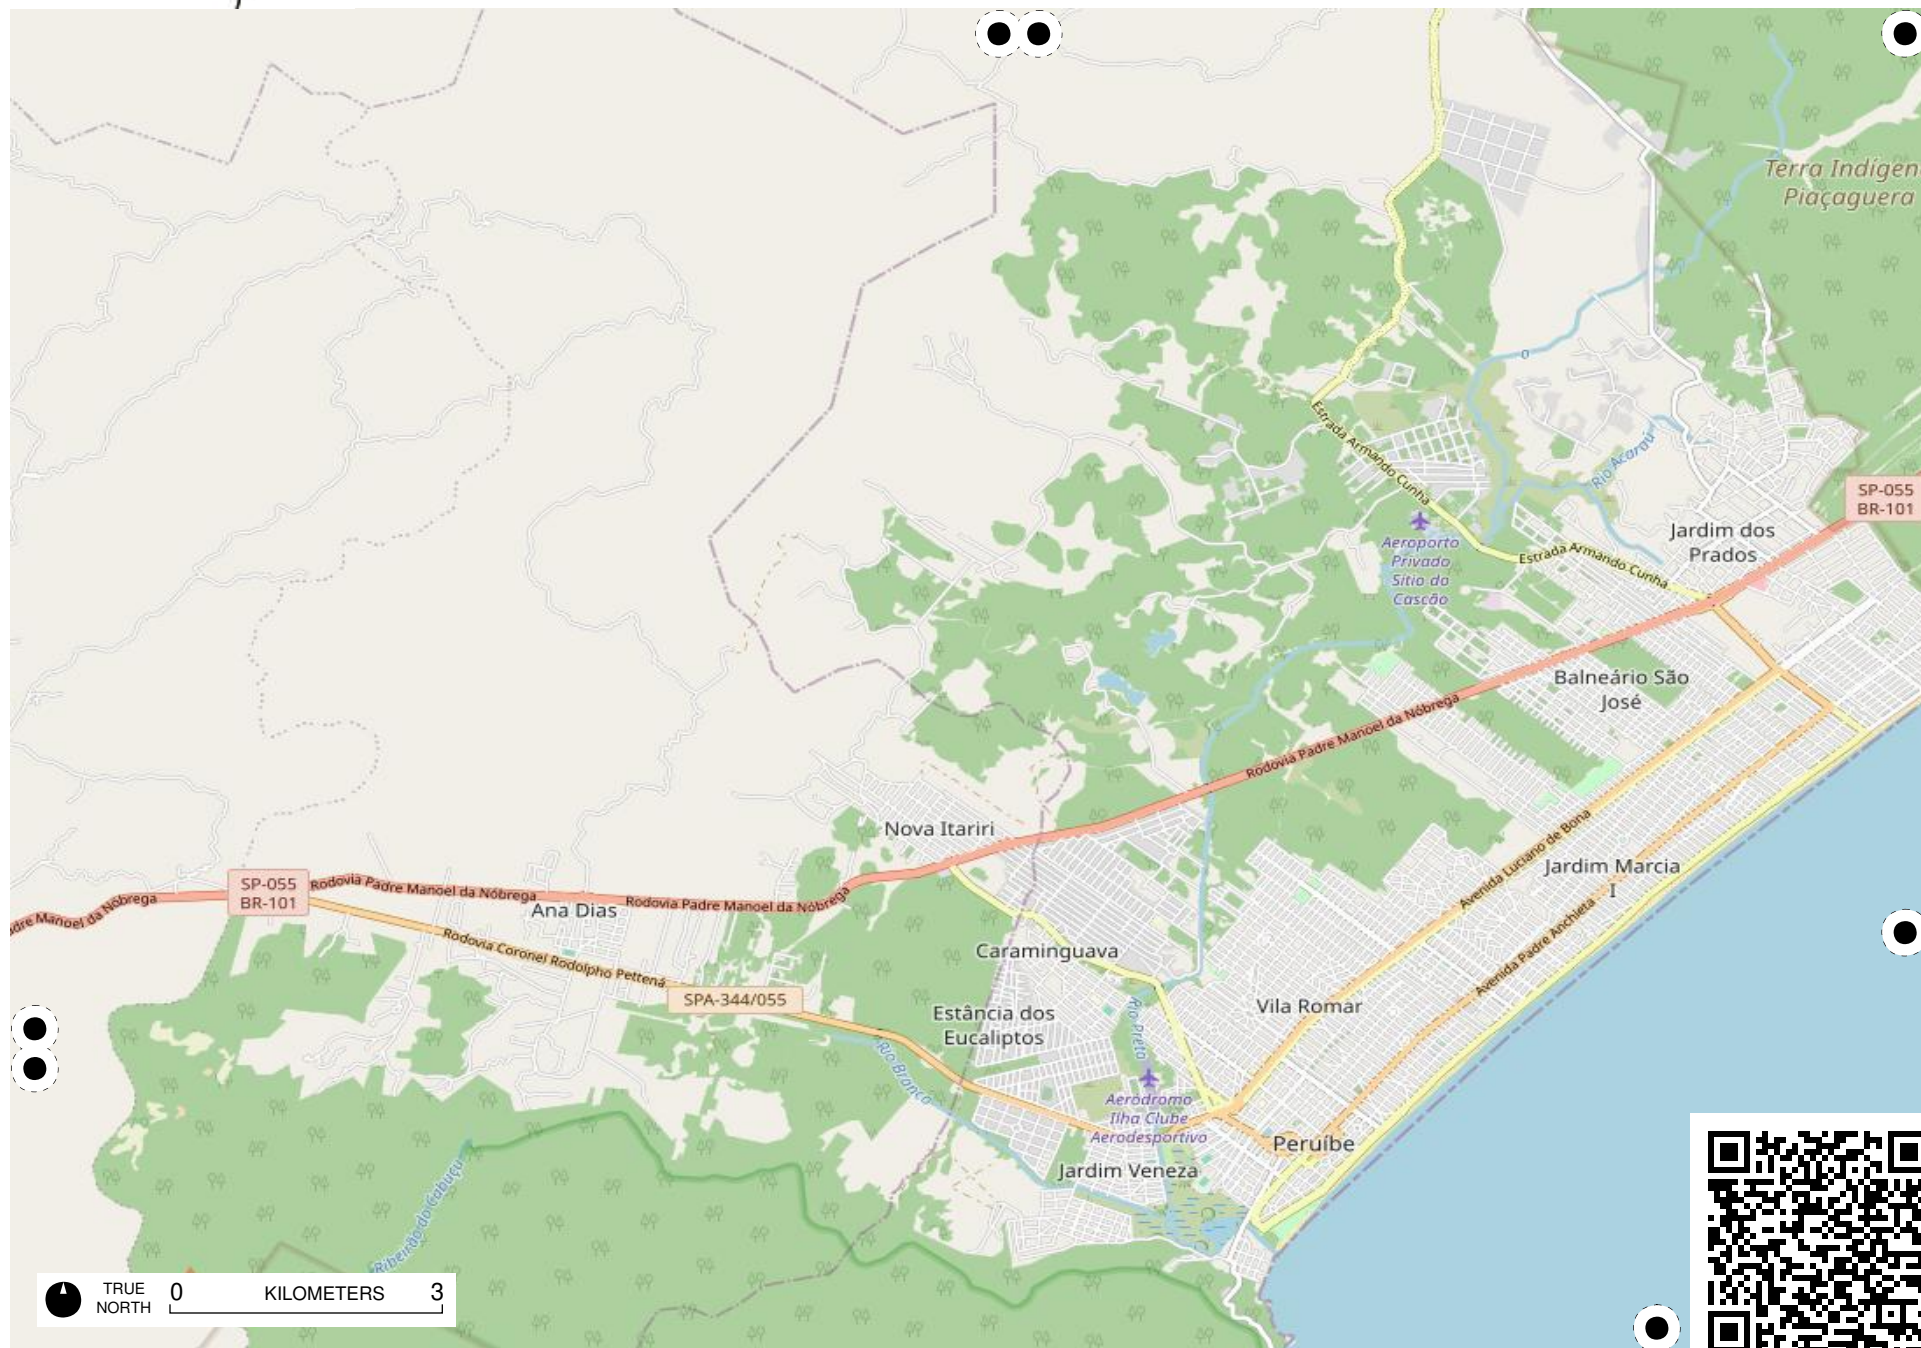 Terra Indígen
Piaçaguera
Estrada Armando Cunha
Rio Acaraú
SP-055
BR-101
Jardim dos
Prados
Aeroporto
Privado
Sítio do
Cascão
Estrada Armando Cunha
Balneário São
José
Rodovia Padre Manoel da Nóbrega
Nova Itariri
Avenida Luciano de Bona
Jardim Marcia
I
SP-055
BR-101
Rodovia Padre Manoel da Nóbrega
Rodovia Padre Manoel da Nóbrega
dre Manoel da Nóbrega
Ana Dias
Rodovia Coronel Rodolpho Pettená
Avenida Padre Anchieta
Caraminguava
SPA-344/055
Vila Romar
Estância dos
Eucaliptos
Rio Preto
Rio Branco
Aeródromo
Ilha Clube
Aerodesportivo
Peruíbe
Jardim Veneza
Ribeirão do Cabuçu
TRUE
NORTH
0 KILOMETERS 3